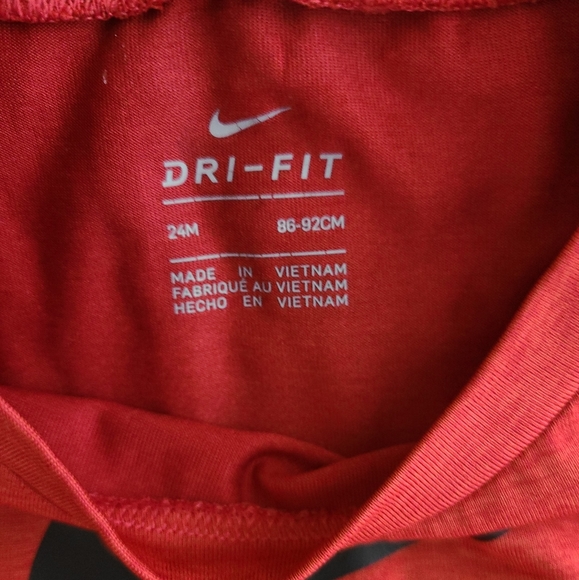 DRI-FIT
24M 86-92CM
MADE IN VIETNAM
FABRIQUÉ AU VIETNAM
HECHO EN VIETNAM